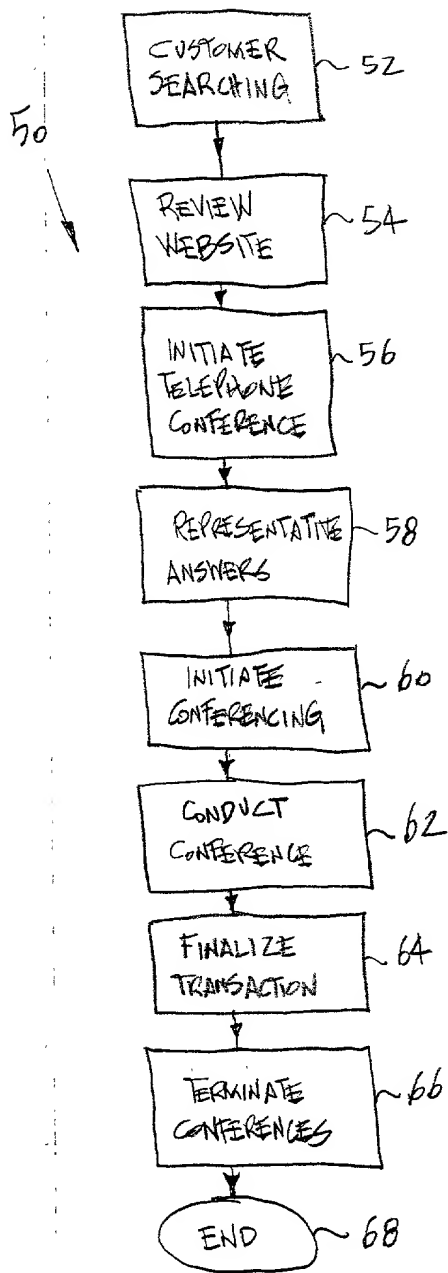 50
CUSTOMER
SEARCHING
52
REVIEW
WEBSITE
54
INITIATE
TELEPHONE
CONFERENCE
56
REPRESENTATIVE
ANSWERS
58
INITIATE
CONFERENCING
60
CONDUCT
CONFERENCE
62
FINALIZE
TRANSACTION
64
TERMINATE
CONFERENCES
66
END
68